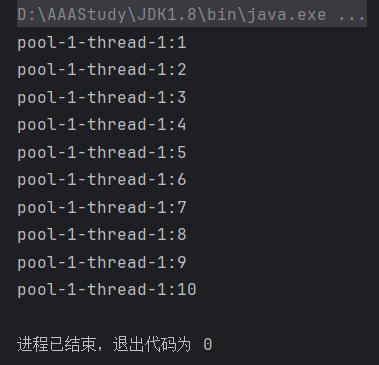 D:\AAAStudy\JDK1.8\bin\java.exe ...
pool-1-thread-1:1
pool-1-thread-1:2
pool-1-thread-1:3
pool-1-thread-1:4
pool-1-thread-1:5
pool-1-thread-1:6
pool-1-thread-1:7
pool-1-thread-1:8
pool-1-thread-1:9
pool-1-thread-1:10
进程已结束，退出代码为 0